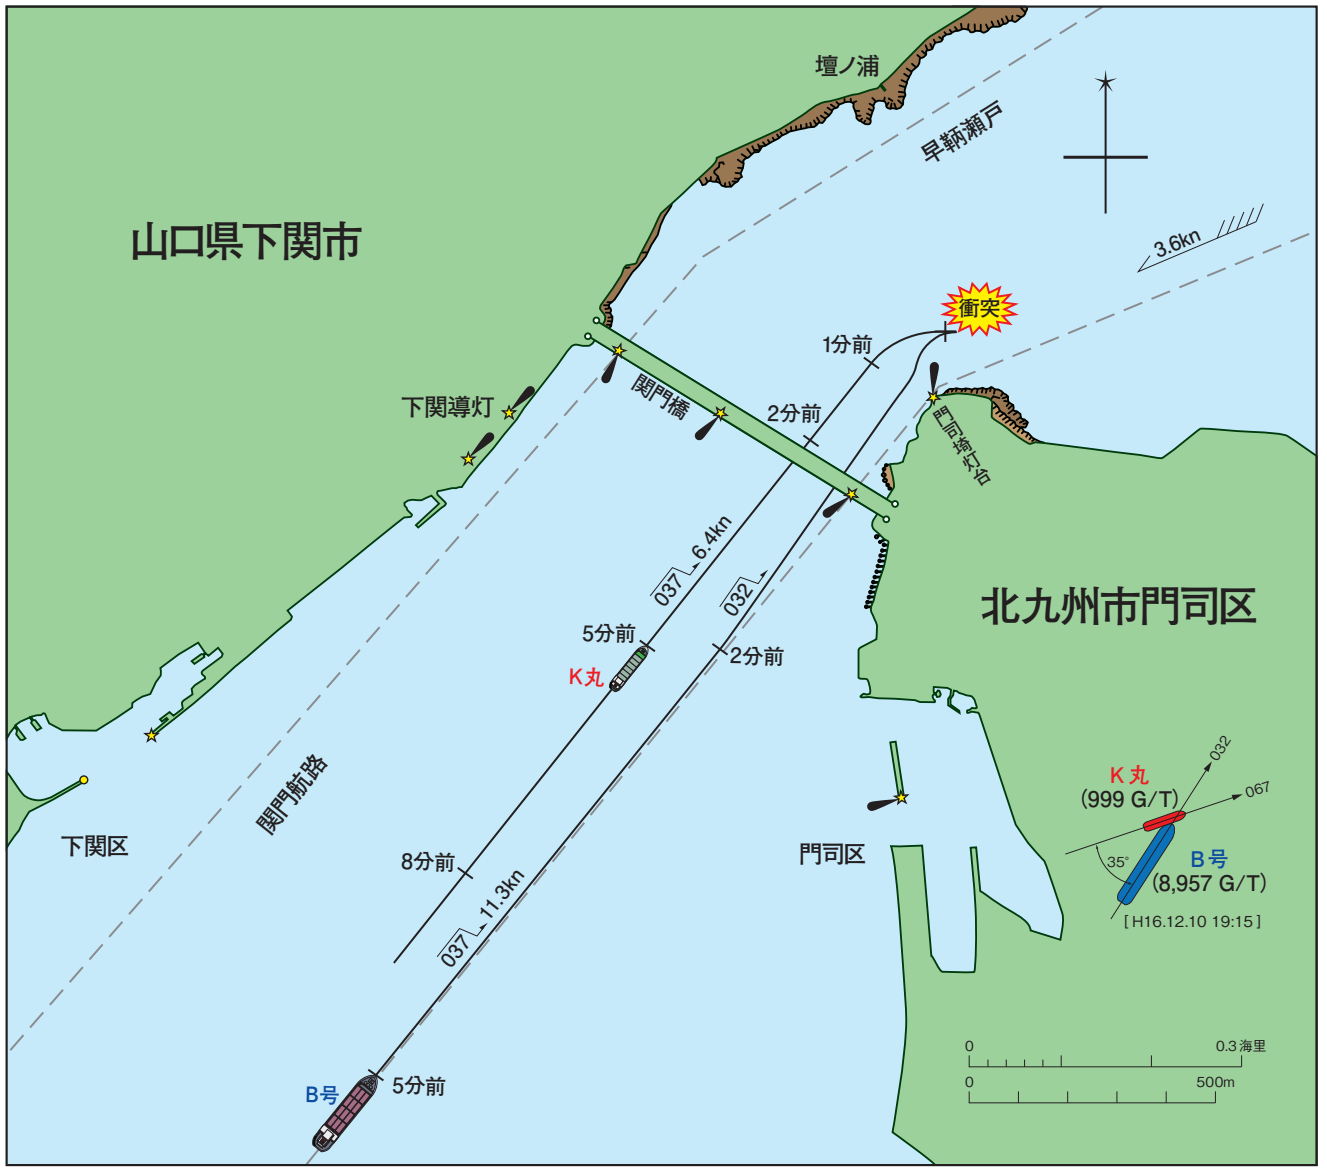 壇ノ浦
早鞆瀬戸
山口県下関市
3.6kn
衝突
1分前
関門橋
下関導灯
2分前
門司埼灯台
037 6.4kn
032
5分前
K丸
2分前
北九州市門司区
関門航路
下関区
032
K丸
(999 G/T)
067
8分前
門司区
35°
B号
(8,957 G/T)
037 11.3kn
[H16.12.10 19:15]
0 0.3海里
0 500m
B号
5分前